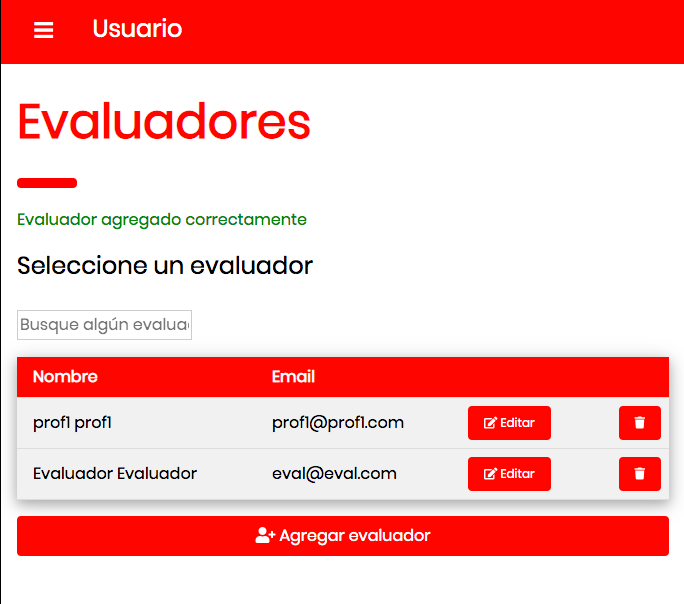 Usuario
Evaluadores
Evaluador agregado correctamente
Seleccione un evaluador
Busque algún evalua
Nombre Email
prof1 prof1 prof1@prof1.com Editar
Evaluador Evaluador eval@eval.com Editar
Agregar evaluador